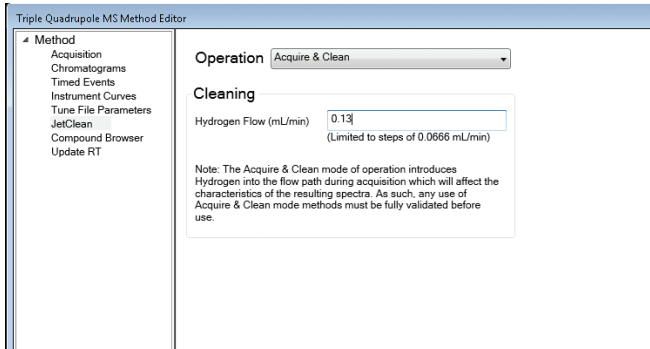 Triple Quadrupole MS Method Editor
Method
Acquisition
Chromatograms
Timed Events
Instrument Curves
Tune File Parameters
JetClean
Compound Browser
Update RT
Operation Acquire & Clean
Cleaning
Hydrogen Flow (mL/min) 0.13
(Limited to steps of 0.0666 mL/min)
Note: The Acquire & Clean mode of operation introduces
Hydrogen into the flow path during acquisition which will affect the
characteristics of the resulting spectra. As such, any use of
Acquire & Clean mode methods must be fully validated before
use.